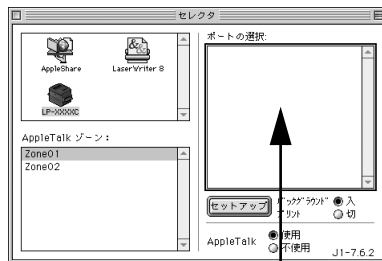 セレクタ
AppleShare
LaserWriter 8
LP-XXXXC
AppleTalk ゾーン：
Zone01
Zone02
ポートの選択:
セットアップ
バックグラウンド
プリント
入
切
AppleTalk
使用
不使用
J1-7.6.2